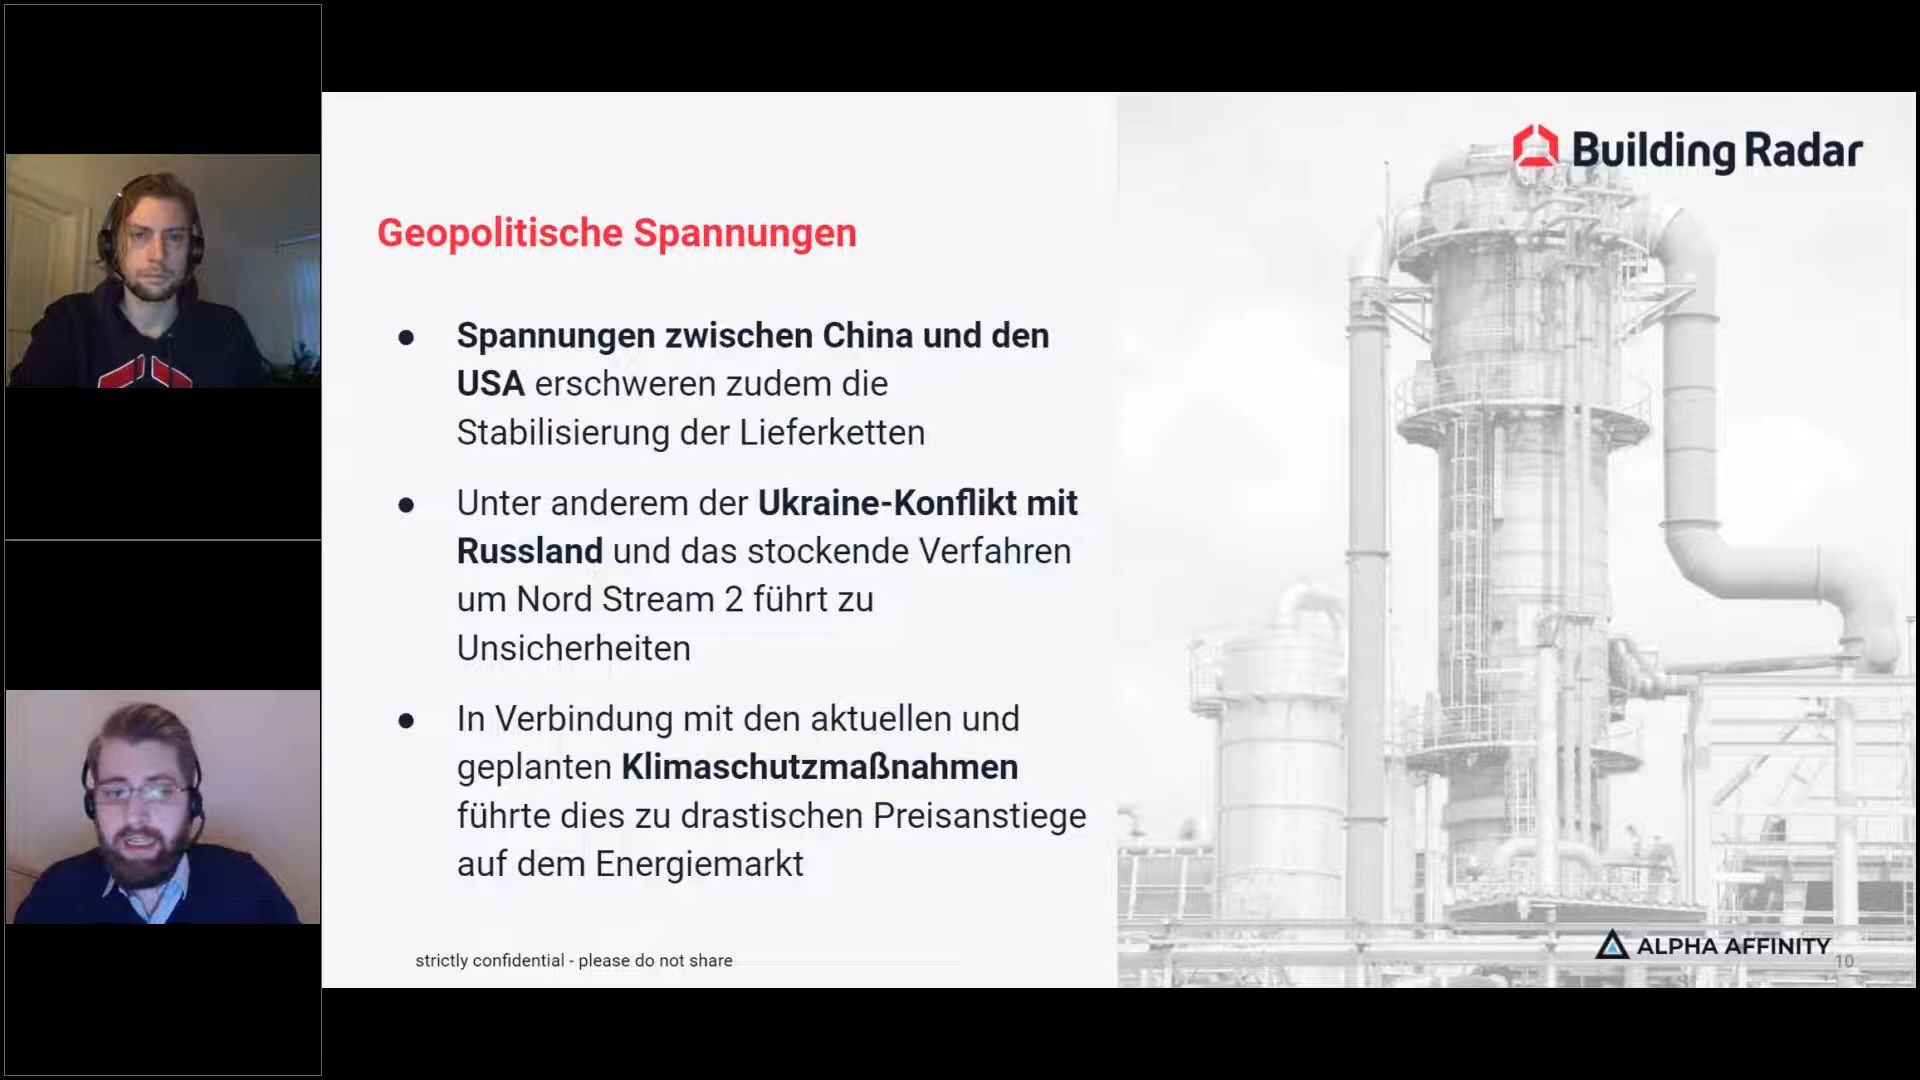 Building Radar
Geopolitische Spannungen
● Spannungen zwischen China und den
USA erschweren zudem die
Stabilisierung der Lieferketten
● Unter anderem der Ukraine-Konflikt mit
Russland und das stockende Verfahren
um Nord Stream 2 führt zu
Unsicherheiten
● In Verbindung mit den aktuellen und
geplanten Klimaschutzmaßnahmen
führte dies zu drastischen Preisanstiege
auf dem Energiemarkt
strictly confidential - please do not share
ALPHA AFFINITY
10